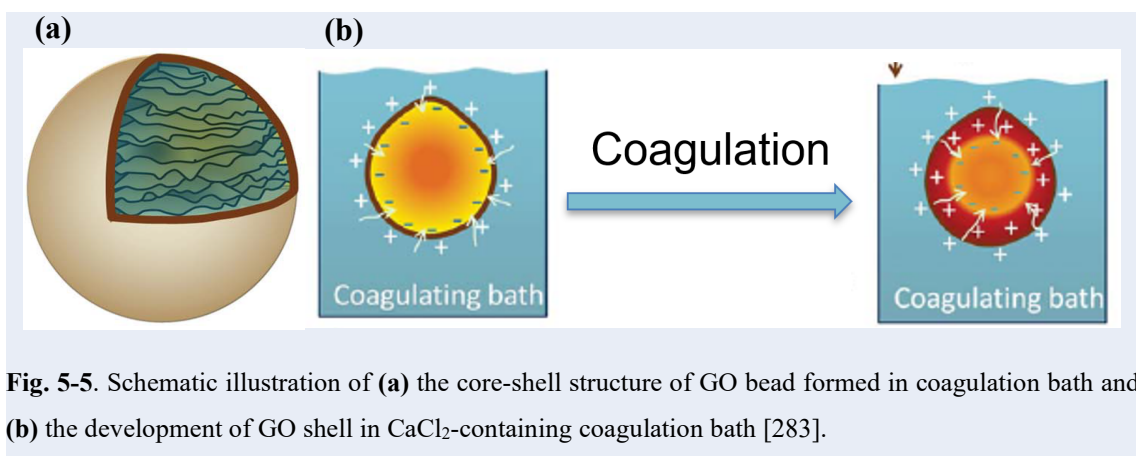 (a)
(b)
Coagulation
Coagulating bath
Coagulating bath
Fig. 5-5. Schematic illustration of (a) the core-shell structure of GO bead formed in coagulation bath and
(b) the development of GO shell in CaCl₂-containing coagulation bath [283].